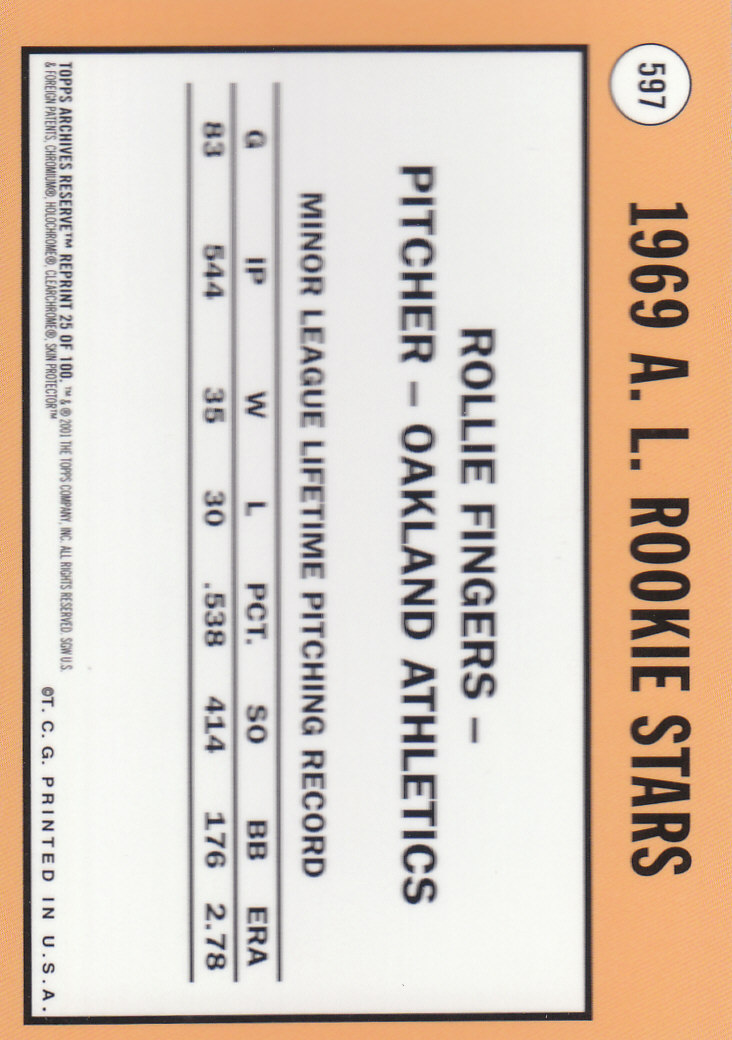 597
1969 A. L. ROOKIE STARS
ROLLIE FINGERS –
PITCHER – OAKLAND ATHLETICS
MINOR LEAGUE LIFETIME PITCHING RECORD
G IP W L PCT. SO BB ERA
83 544 35 30 .538 414 176 2.78
TOPPS ARCHIVES RESERVE™ REPRINT 25 OF 100. ™ & ® 2001 THE TOPPS COMPANY, INC. ALL RIGHTS RESERVED. SGW U.S.
& FOREIGN PATENTS, CHROMIUM®, HOLOCHROME®, CLEARCHROME®, SKIN PROTECTOR™
©T. C. G. PRINTED IN U.S.A.